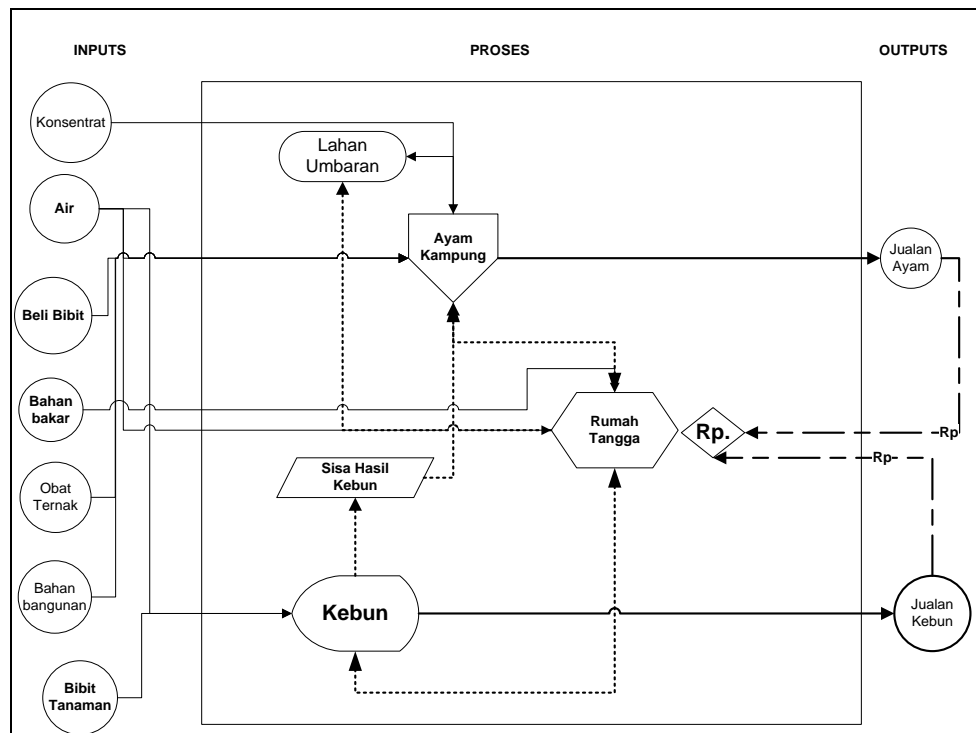 INPUTS
PROSES
OUTPUTS
Konsentrat
Lahan
Umbaran
Air
Ayam
Kampung
Jualan
Ayam
Beli Bibit
Bahan
bakar
Rumah
Tangga
Rp.
Rp
Rp
Sisa Hasil
Kebun
Obat
Ternak
Bahan
bangunan
Kebun
Jualan
Kebun
Bibit
Tanaman